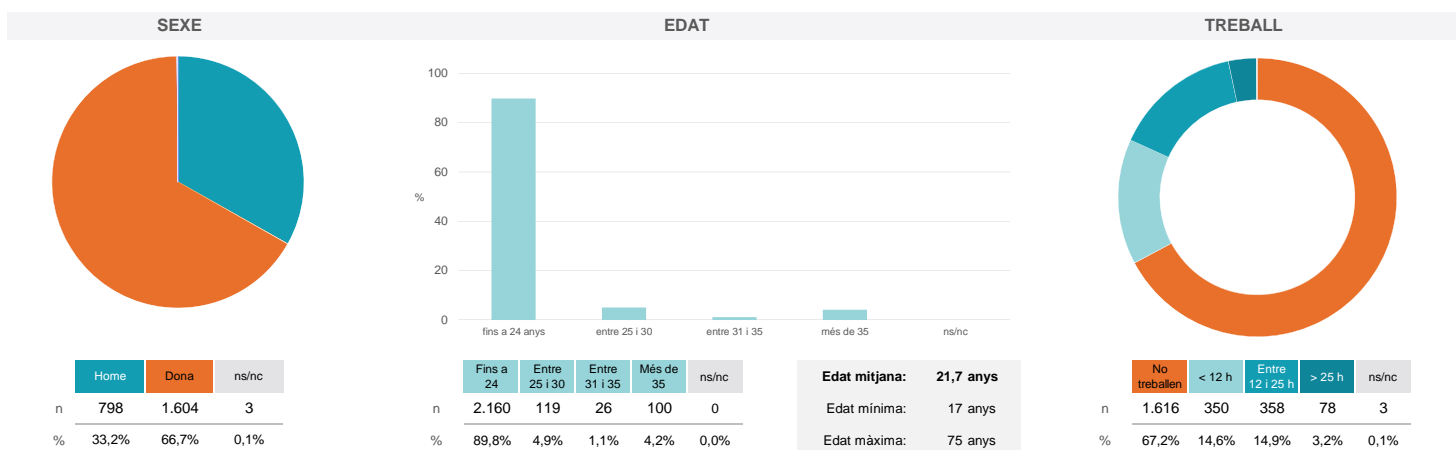 SEXE
EDAT
TREBALL
100
80
60
%
40
20
0
fins a 24 anys
entre 25 i 30
entre 31 i 35
més de 35
ns/nc
Home Dona ns/nc
n 798 1.604 3
% 33,2% 66,7% 0,1%
Fins a 24
Entre 25 i 30
Entre 31 i 35
Més de 35
ns/nc
n 2.160 119 26 100 0
% 89,8% 4,9% 1,1% 4,2% 0,0%
Edat mitjana: 21,7 anys
Edat mínima: 17 anys
Edat màxima: 75 anys
No treballen
< 12 h
Entre 12 i 25 h
> 25 h
ns/nc
n 1.616 350 358 78 3
% 67,2% 14,6% 14,9% 3,2% 0,1%